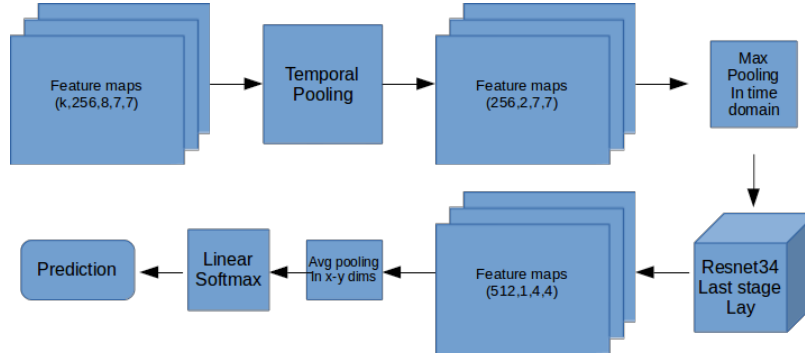 Feature maps
(k,256,8,7,7)
Temporal
Pooling
Feature maps
(256,2,7,7)
Max
Pooling
In time
domain
Resnet34
Last stage
Lay
Feature maps
(512,1,4,4)
Avg pooling
In x-y dims
Linear
Softmax
Prediction